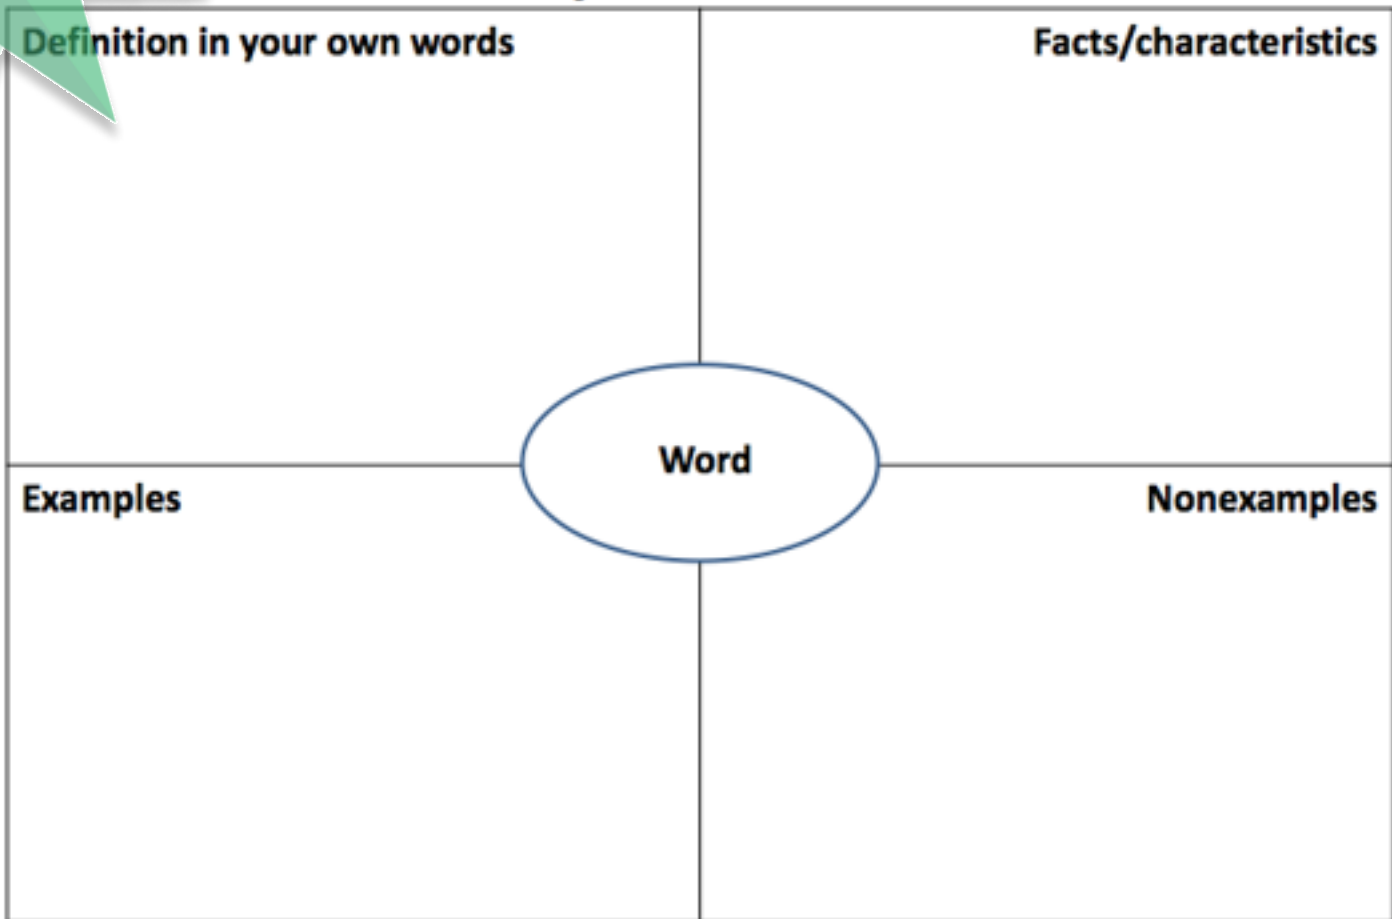 Definition in your own words
Facts/characteristics
Word
Examples
Nonexamples